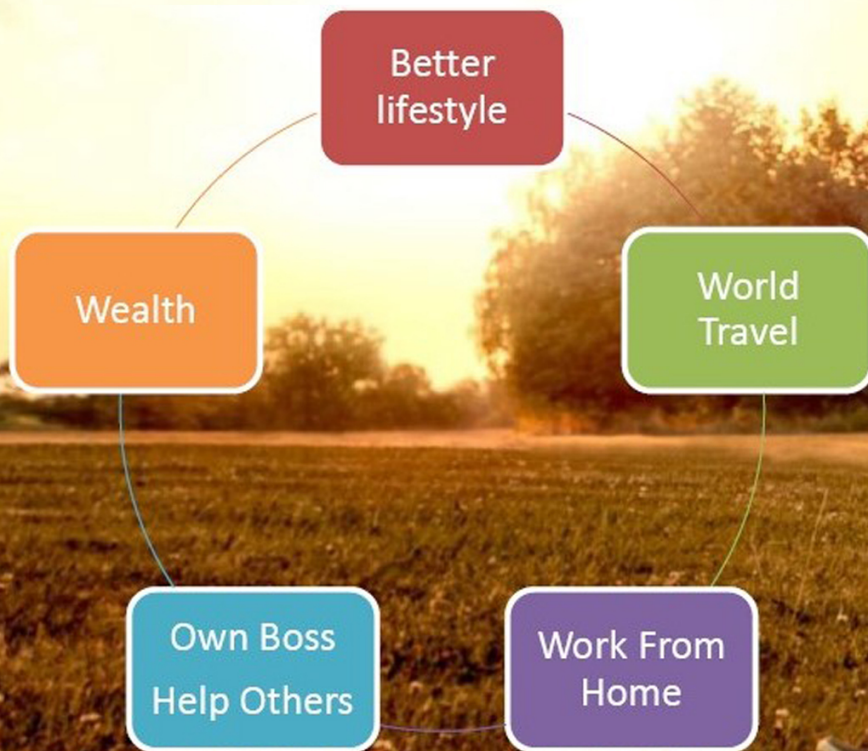 Better
lifestyle
World
Travel
Work From
Home
Own Boss
Help Others
Wealth